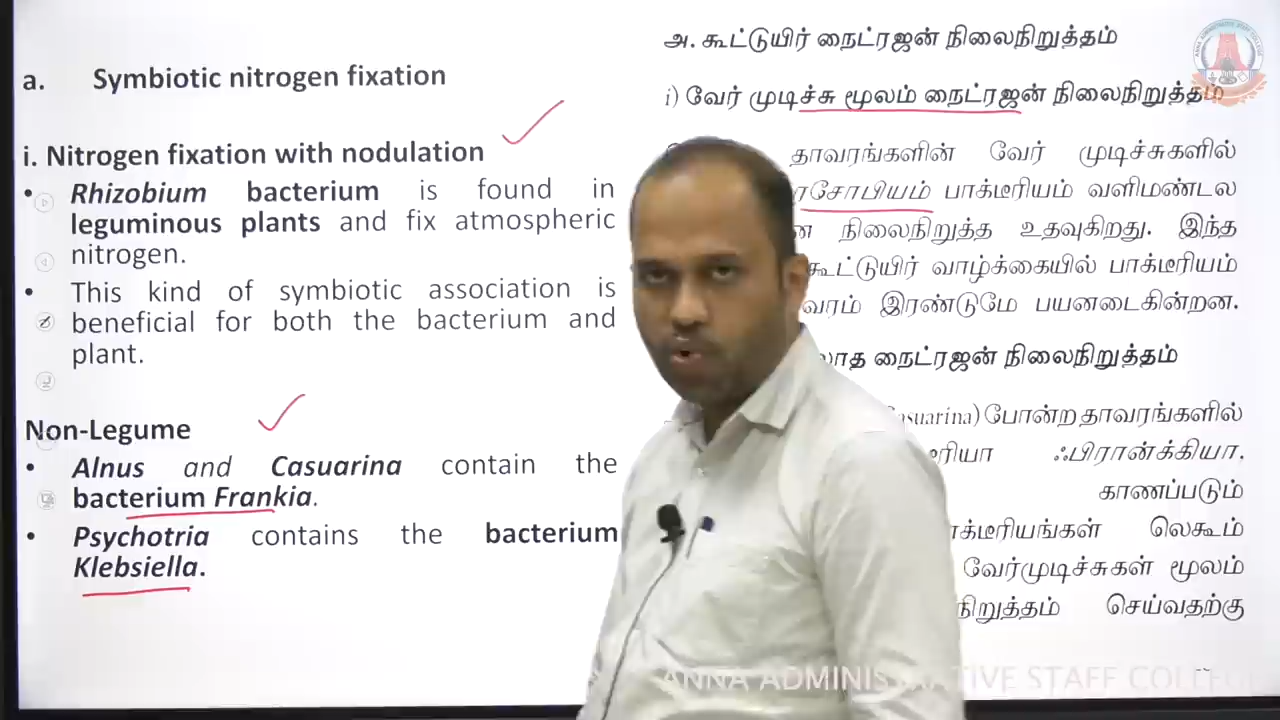 a. Symbiotic nitrogen fixation
i. Nitrogen fixation with nodulation
• Rhizobium bacterium is found in
leguminous plants and fix atmospheric
nitrogen.
• This kind of symbiotic association is
beneficial for both the bacterium and
plant.
Non-Legume
• Alnus and Casuarina contain the
bacterium Frankia.
• Psychotria contains the bacterium
Klebsiella.
அ. கூட்டுயிர் நைட்ரஜன் நிலைநிறுத்தம்
i) வேர் முடிச்சு மூலம் நைட்ரஜன் நிலைநிறுத்தம்
தாவரங்களின் வேர் முடிச்சுகளில்
பாக்டீரியம் வளிமண்டல
நிலைநிறுத்த உதவுகிறது. இந்த
கூட்டுயிர் வாழ்க்கையில் பாக்டீரியம்
இரண்டுமே பயனடைகின்றன.
நைட்ரஜன் நிலைநிறுத்தம்
போன்ற தாவரங்களில்
ஃபிரான்க்கியா.
காணப்படும்
லெகூம்
வேர்முடிச்சுகள் மூலம்
செய்வதற்கு
ANNA ADMINISTRATIVE STAFF COLLEGE